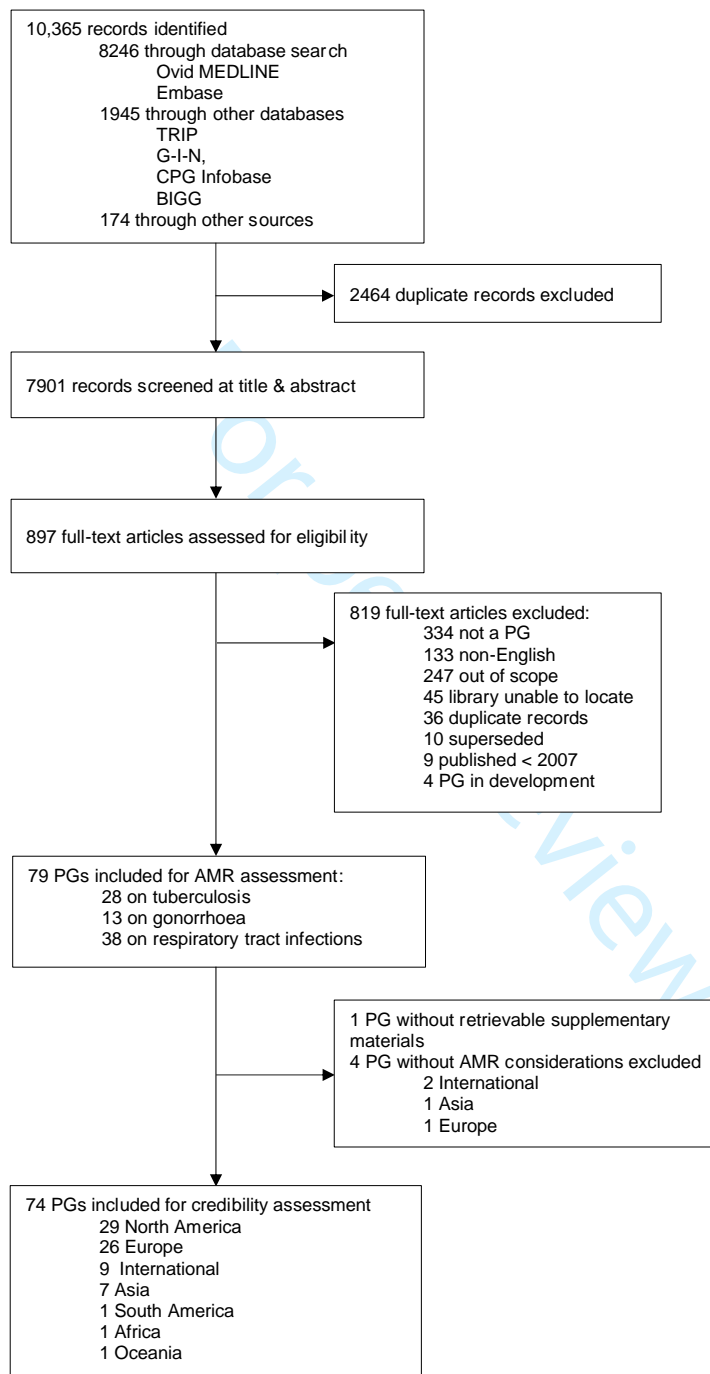 10,365 records identified
8246 through database search
Ovid MEDLINE
Embase
1945 through other databases
TRIP
G-I-N,
CPG Infobase
BIGG
174 through other sources
2464 duplicate records excluded
7901 records screened at title & abstract
897 full-text articles assessed for eligibility
819 full-text articles excluded:
334 not a PG
133 non-English
247 out of scope
45 library unable to locate
36 duplicate records
10 superseded
9 published < 2007
4 PG in development
79 PGs included for AMR assessment:
28 on tuberculosis
13 on gonorrhoea
38 on respiratory tract infections
1 PG without retrievable supplementary
materials
4 PG without AMR considerations excluded
2 International
1 Asia
1 Europe
74 PGs included for credibility assessment
29 North America
26 Europe
9 International
7 Asia
1 South America
1 Africa
1 Oceania